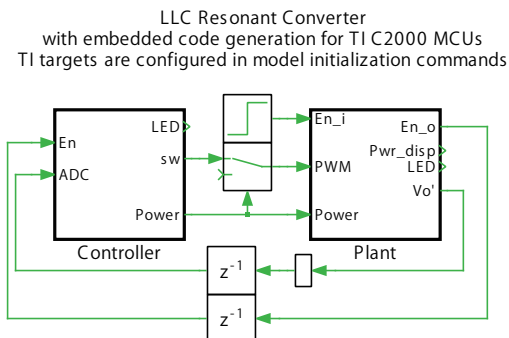 LLC Resonant Converter
with embedded code generation for TI C2000 MCUs
TI targets are configured in model initialization commands
LED
En
sw
ADC
Power
Controller
En_i
En_o
Pwr_disp
PWM
LED
Vo'
Power
Plant
z⁻¹
z⁻¹